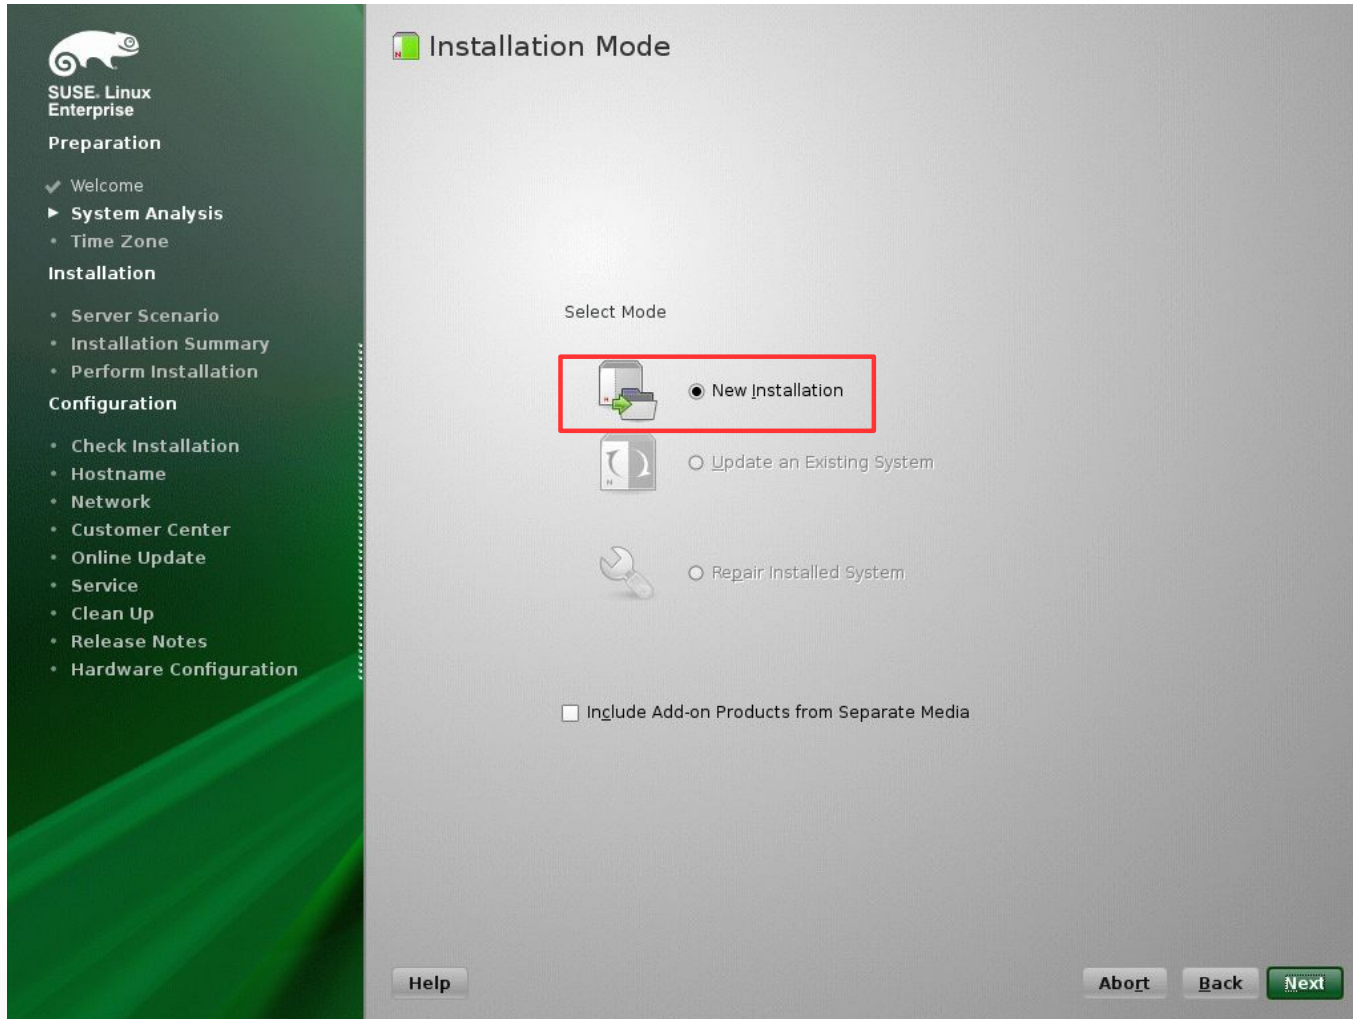 SUSE. Linux
Enterprise
Preparation
Welcome
System Analysis
Time Zone
Installation
Server Scenario
Installation Summary
Perform Installation
Configuration
Check Installation
Hostname
Network
Customer Center
Online Update
Service
Clean Up
Release Notes
Hardware Configuration
Installation Mode
Select Mode
New Installation
Update an Existing System
Repair Installed System
Include Add-on Products from Separate Media
Help
Abort
Back
Next